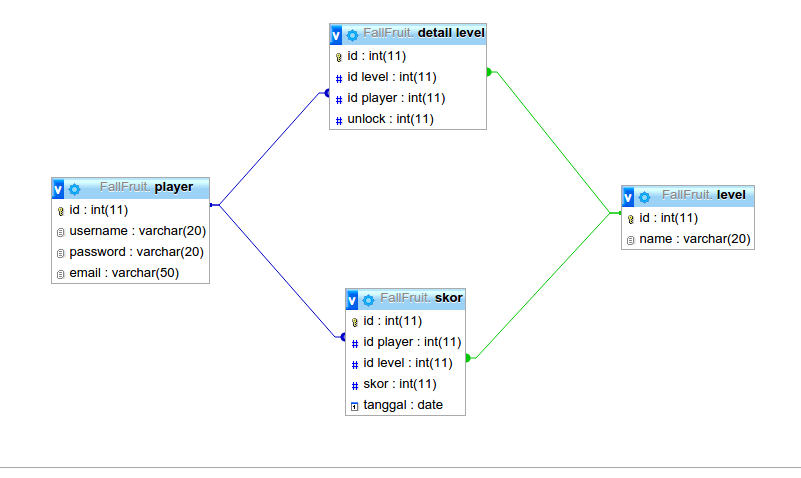 FallFruit. detail level
id : int(11)
id level : int(11)
id player : int(11)
unlock : int(11)
FallFruit. player
id : int(11)
username : varchar(20)
password : varchar(20)
email : varchar(50)
FallFruit. level
id : int(11)
name : varchar(20)
FallFruit. skor
id : int(11)
id player : int(11)
id level : int(11)
skor : int(11)
tanggal : date